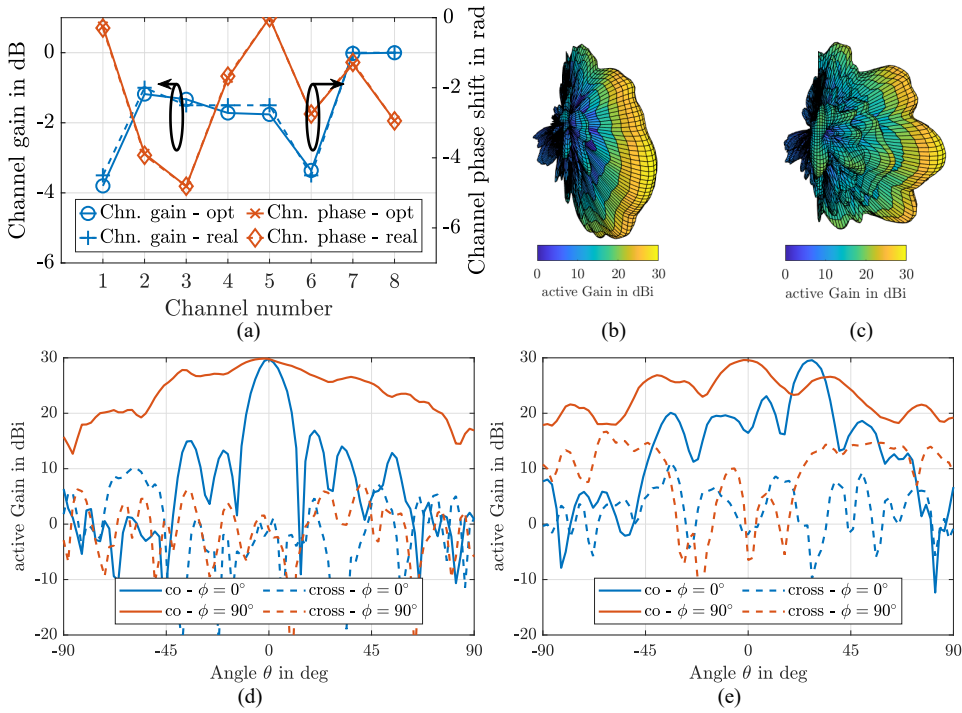 Channel gain in dB
0
-2
-4
-6
0
-2
-4
-6
Channel phase shift in rad
Chn. gain - opt
Chn. phase - opt
Chn. gain - real
Chn. phase - real
1 2 3 4 5 6 7 8
Channel number
(a)
0 10 20 30
active Gain in dBi
(b)
0 10 20 30
active Gain in dBi
(c)
active Gain in dBi
30
20
10
0
-10
-20
co - ϕ = 0° cross - ϕ = 0°
co - ϕ = 90° cross - ϕ = 90°
-90 -45 0 45 90
Angle θ in deg
(d)
active Gain in dBi
30
20
10
0
-10
-20
co - ϕ = 0° cross - ϕ = 0°
co - ϕ = 90° cross - ϕ = 90°
-90 -45 0 45 90
Angle θ in deg
(e)